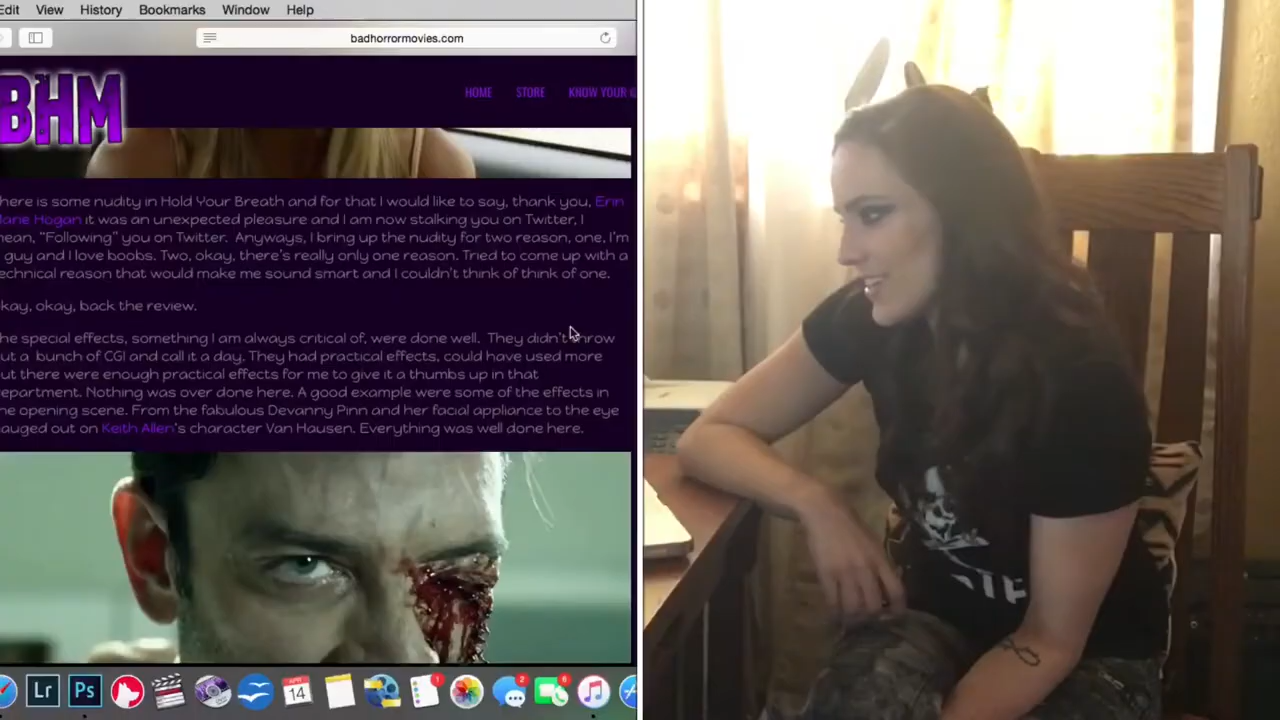 Edit View History Bookmarks Window Help
badhorrormovies.com
BHM
HOME STORE KNOW YOUR
here is some nudity in Hold Your Breath and for that I would like to say, thank you, Erin
arie Hogan it was an unexpected pleasure and I am now stalking you on Twitter, I
mean, "Following" you on Twitter. Anyways, I bring up the nudity for two reason, one, I'm
guy and I love boobs. Two, okay, there's really only one reason. Tried to come up with a
echnical reason that would make me sound smart and I couldn't think of think of one.
kay, okay, back the review.
he special effects, something I am always critical of, were done well. They didn't throw
ut a bunch of CGI and call it a day. They had practical effects, could have used more
ut there were enough practical effects for me to give it a thumbs up in that
epartment. Nothing was over done here. A good example were some of the effects in
he opening scene. From the fabulous Devanny Pinn and her facial appliance to the eye
auged out on Keith Allen's character Van Hausen. Everything was well done here.
Lr Ps APR 14 1 2 6